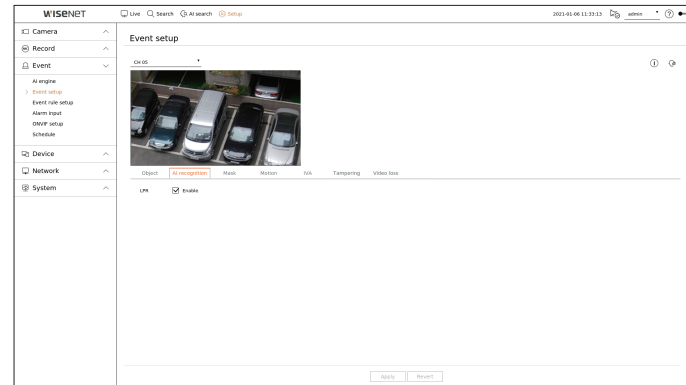 WISENET
Live Search AI search Setup 2021-01-06 11:33:13 admin
Camera
Record
Event
AI engine
Event setup
Event rule setup
Alarm input
ONVIF setup
Schedule
Device
Network
System
Event setup
CH 05
Object AI recognition Mask Motion IVA Tampering Video loss
LPR Enable
Apply Revert